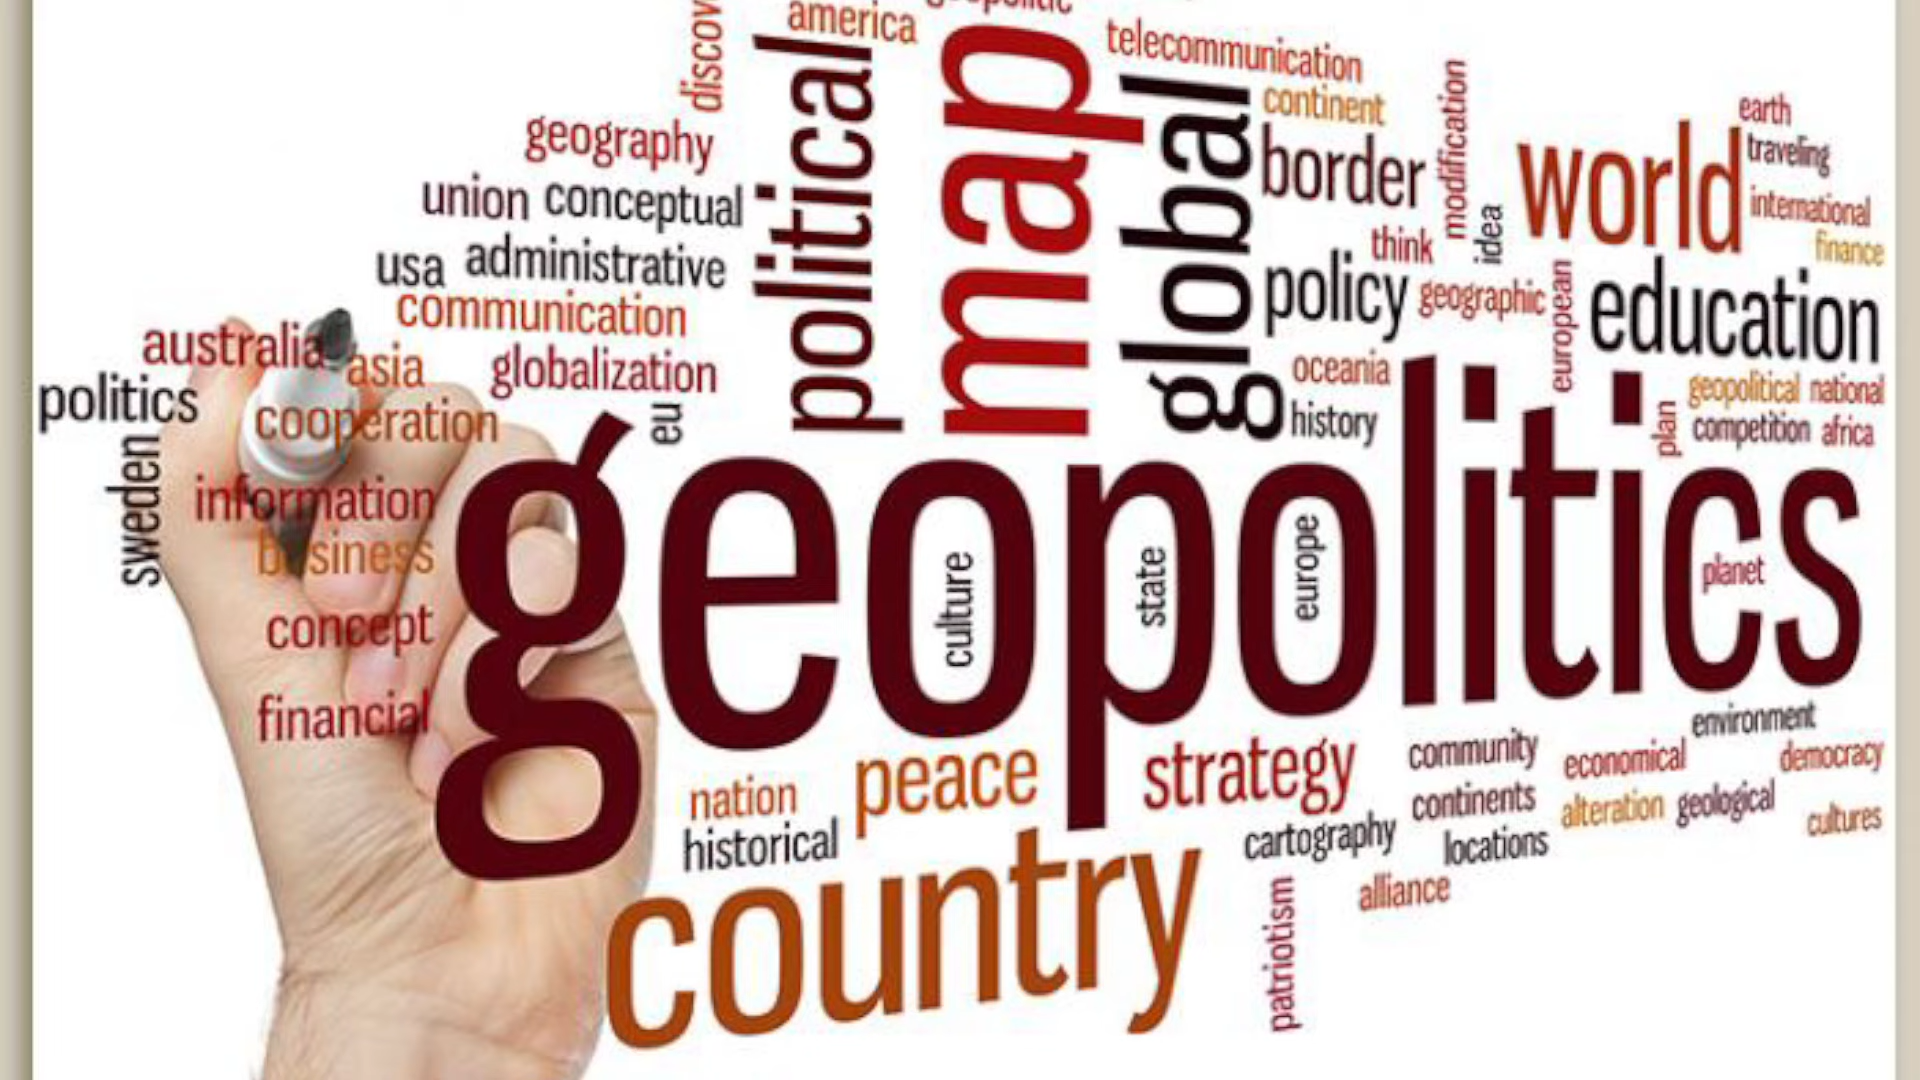 geopolitic
america
discov
telecommunication
political
map
global
continent
modification
earth
geography
border
world
traveling
union
conceptual
international
idea
think
finance
usa
administrative
policy
geographic
european
education
communication
australia
asia
globalization
oceania
geopolitical
national
politics
cooperation
eu
history
plan
competition
africa
sweden
information
geopolitics
business
culture
state
europe
planet
concept
financial
environment
community
economical
democracy
nation
peace
strategy
continents
alteration
geological
cultures
historical
cartography
locations
country
alliance
patriotism